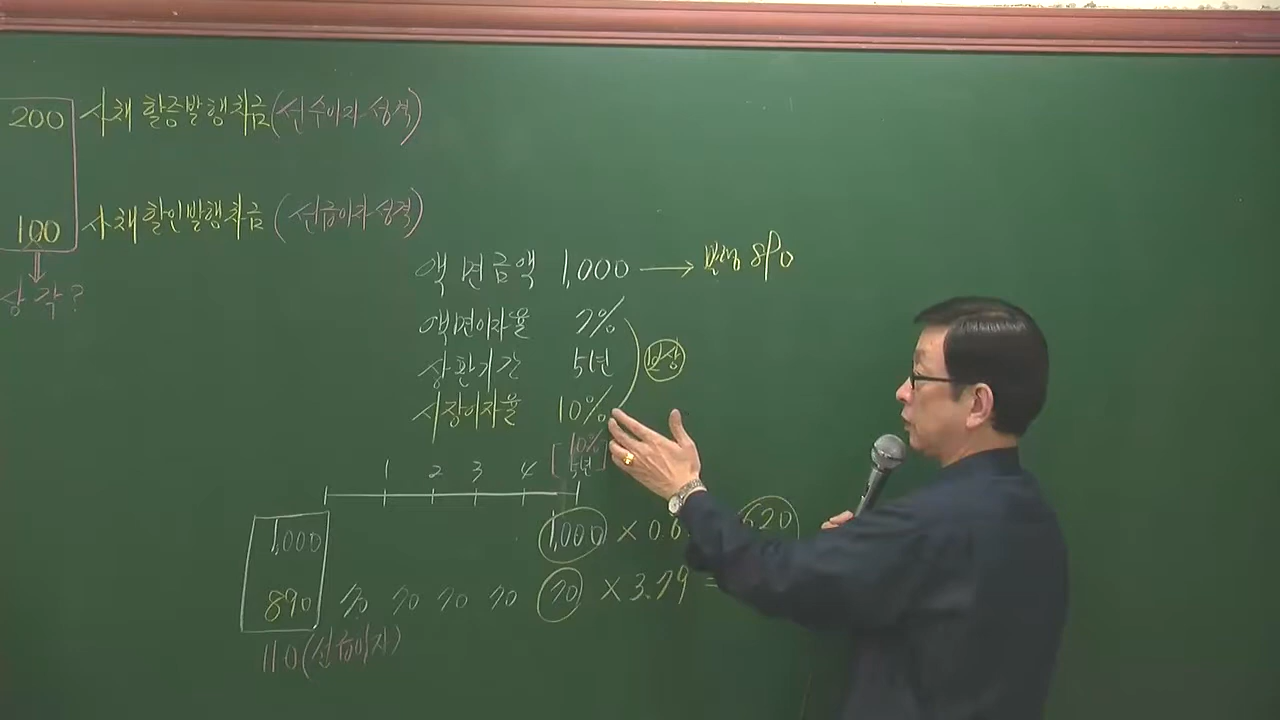 200 사채할증발행차금(선수이자성격)
100 사채할인발행차금 (선급이자성격)
상각?
액면금액 1,000 → 발행 890
액면이자율 7%
상환기간 5년 보상
시장이자율 10%
[10% 5년]
1 2 3 4
1,000 1,000 × 0.6 620
890 70 70 70 70 70 × 3.79 =
110(선급이자)